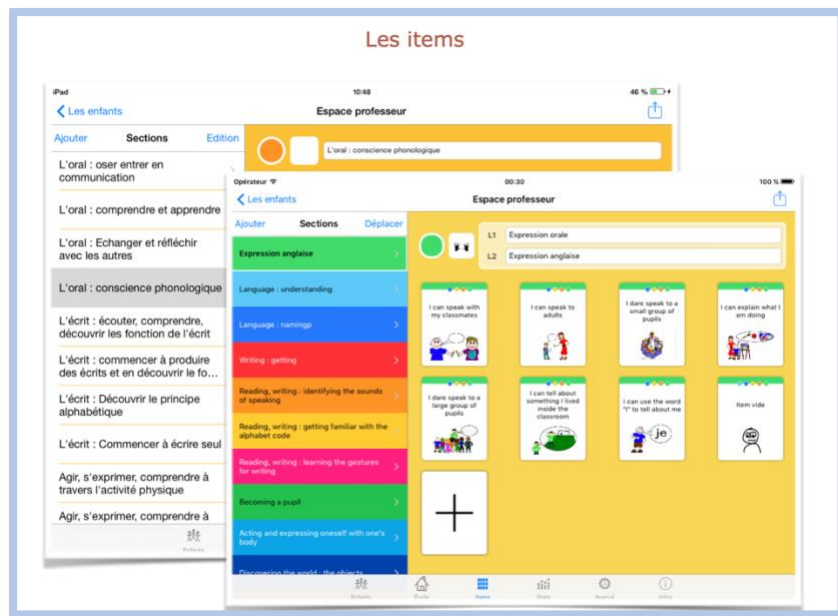 Les items
iPad
10:48
46 %
Les enfants
Espace professeur
Ajouter
Sections
Edition
L'oral : oser entrer en
communication
L'oral : comprendre et apprendre
L'oral : Echanger et réfléchir
avec les autres
L'oral : conscience phonologique
L'écrit : écouter, comprendre,
découvrir les fonction de l'écrit
L'écrit : commencer à produire
des écrits et en découvrir le fo...
L'écrit : Découvrir le principe
alphabétique
L'écrit : Commencer à écrire seul
Agir, s'exprimer, comprendre à
travers l'activité physique
Agir, s'exprimer, comprendre à
Enfants
L'oral : conscience phonologique
Opérateur
00:30
100 %
Les enfants
Espace professeur
Ajouter
Sections
Déplacer
Expression anglaise
Language : understanding
Language : namingp
Writing : getting
Reading, writing : identifying the sounds
of speaking
Reading, writing : getting familiar with the
alphabet code
Reading, writing : learning the gestures
for writing
Becoming a pupil
Acting and expressing oneself with one's
body
Discovering the world : the objects
L1
Expression orale
L2
Expression anglaise
I can speak with
my classmates
I can speak to
adults
I dare speak to a
small group of
pupils
I can explain what I
am doing
I dare speak to a
large group of
pupils
I can tell about
something I lived
inside the
classroom
I can use the word
"I" to tell about me
je
Item vide
Enfants
École
Items
Infos